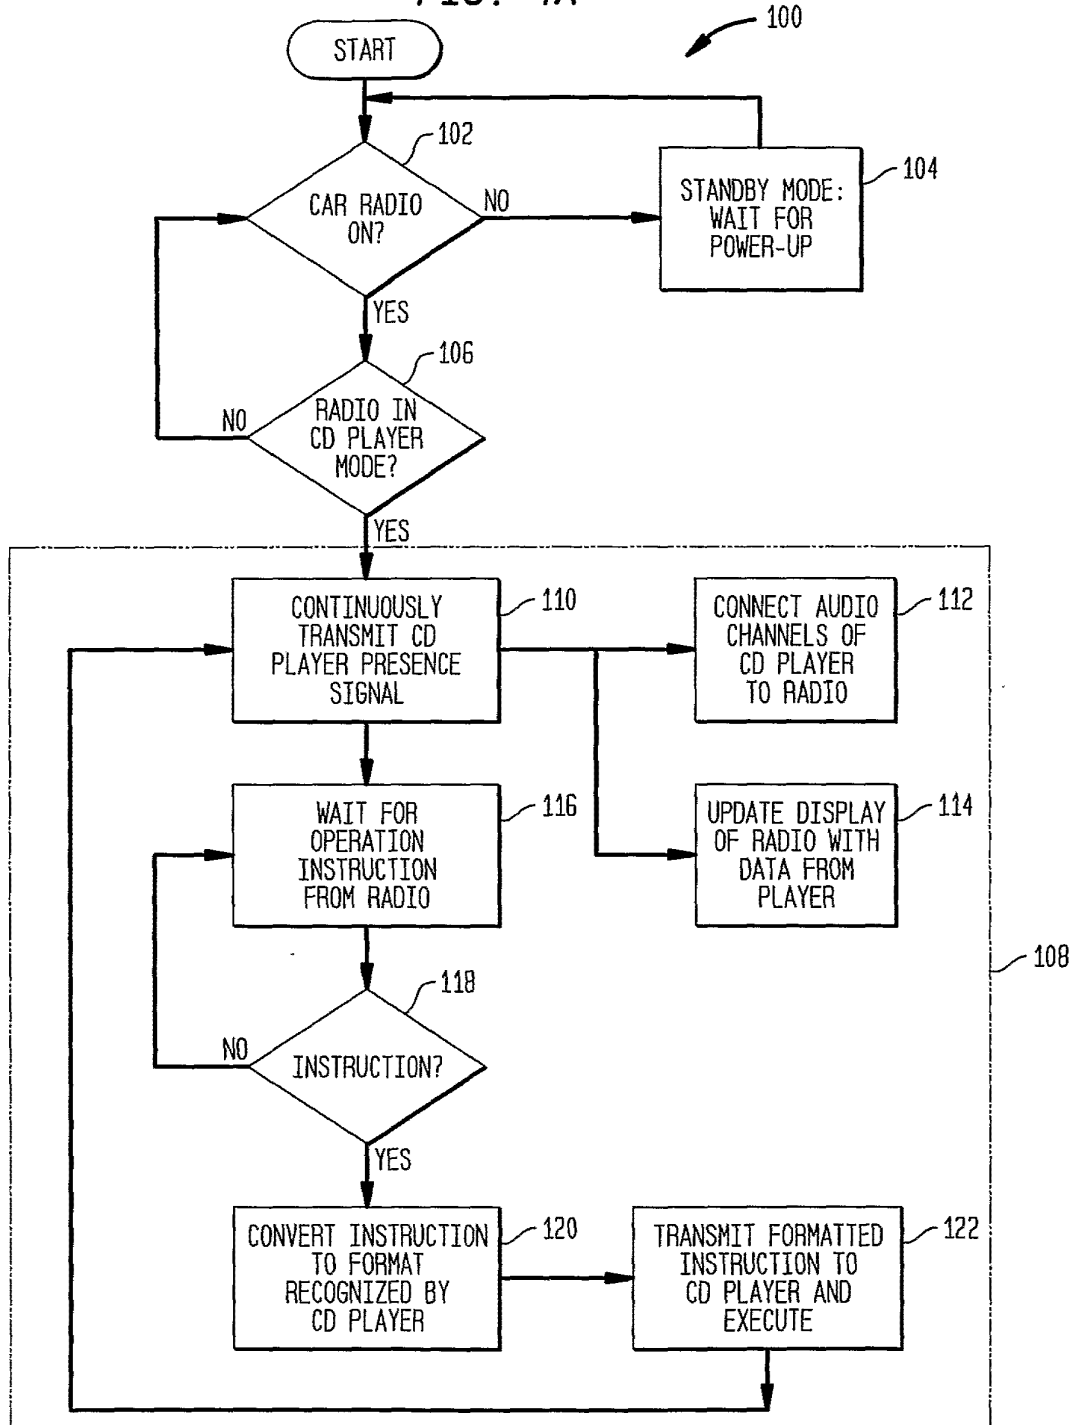 FIG. 4A
100
START
102
CAR RADIO
ON?
NO
104
STANDBY MODE:
WAIT FOR
POWER-UP
YES
106
RADIO IN
CD PLAYER
MODE?
NO
YES
110
CONTINUOUSLY
TRANSMIT CD
PLAYER PRESENCE
SIGNAL
112
CONNECT AUDIO
CHANNELS OF
CD PLAYER
TO RADIO
116
WAIT FOR
OPERATION
INSTRUCTION
FROM RADIO
114
UPDATE DISPLAY
OF RADIO WITH
DATA FROM
PLAYER
108
118
INSTRUCTION?
NO
YES
120
CONVERT INSTRUCTION
TO FORMAT
RECOGNIZED BY
CD PLAYER
122
TRANSMIT FORMATTED
INSTRUCTION TO
CD PLAYER AND
EXECUTE